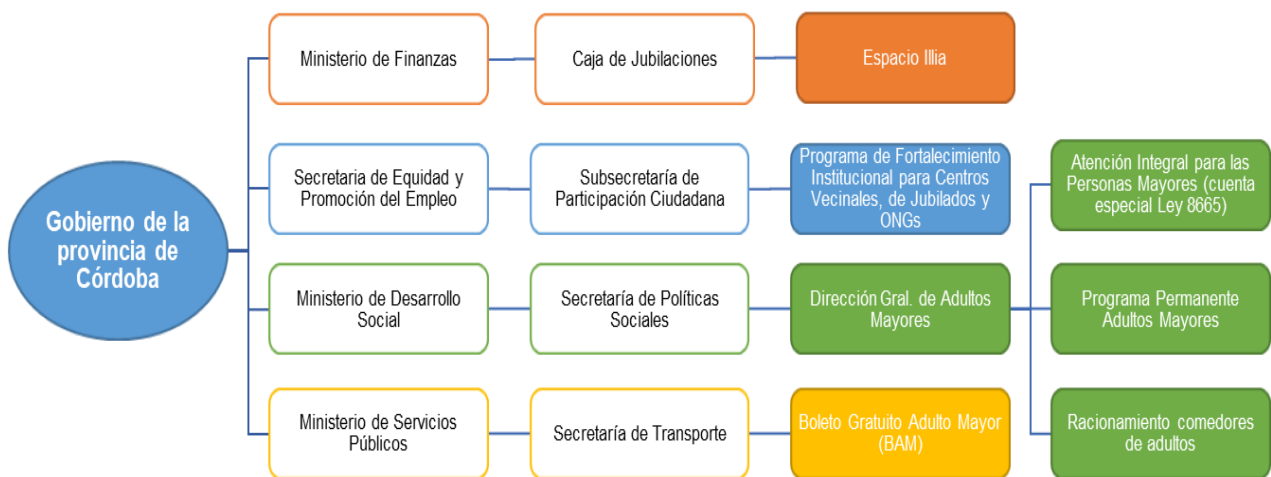 Gobierno de la
provincia de
Córdoba
Ministerio de Finanzas
Caja de Jubilaciones
Espacio Illia
Secretaria de Equidad y
Promoción del Empleo
Subsecretaría de
Participación Ciudadana
Programa de Fortalecimiento
Institucional para Centros
Vecinales, de Jubilados y
ONGs
Atención Integral para las
Personas Mayores (cuenta
especial Ley 8665)
Ministerio de Desarrollo
Social
Secretaría de Políticas
Sociales
Dirección Gral. de Adultos
Mayores
Programa Permanente
Adultos Mayores
Ministerio de Servicios
Públicos
Secretaría de Transporte
Boleto Gratuito Adulto Mayor
(BAM)
Racionamiento comedores
de adultos